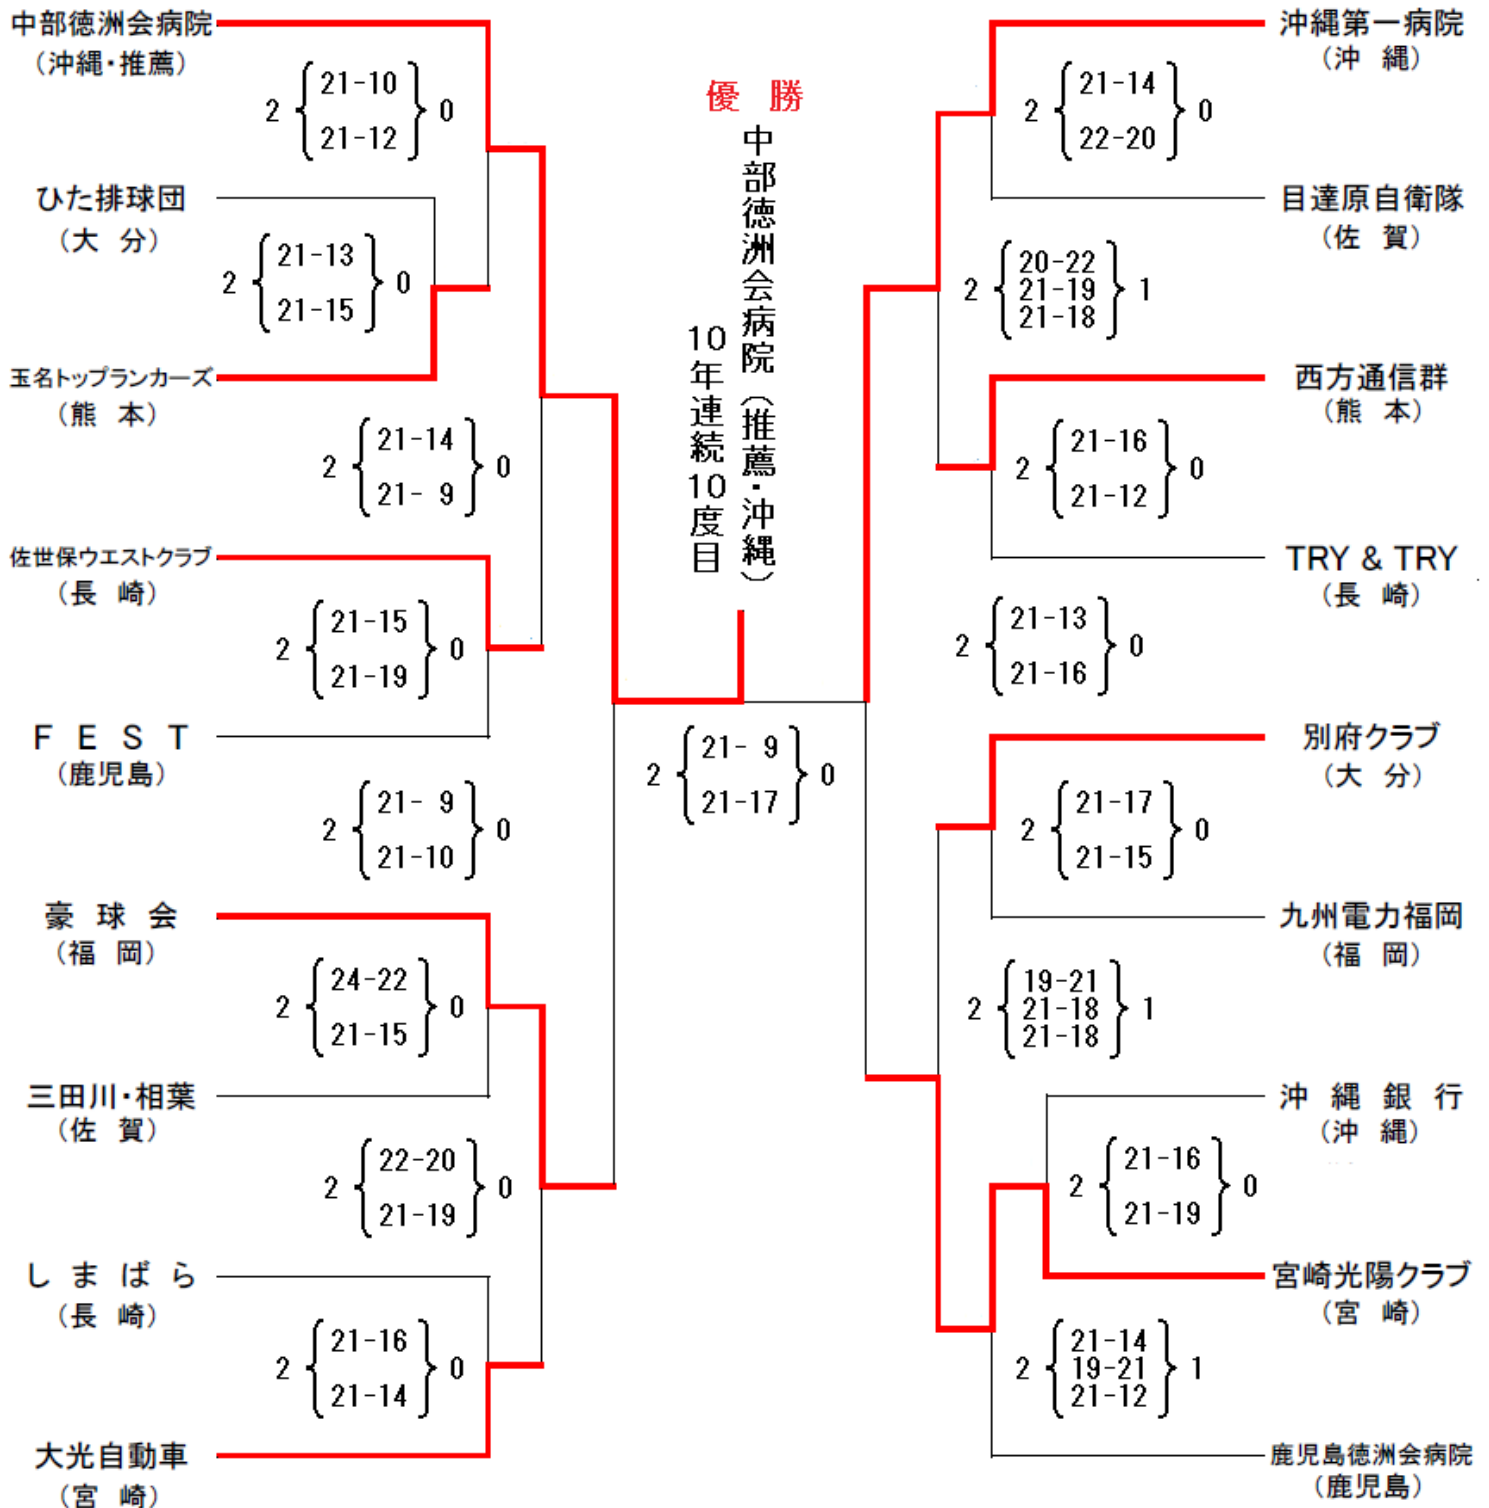 中部徳洲会病院
（沖縄・推薦）
2 21-10 0
21-12
ひた排球団
（大 分）
2 21-13 0
21-15
玉名トップランカーズ
（熊 本）
2 21-14 0
21- 9
佐世保ウエストクラブ
（長 崎）
2 21-15 0
21-19
ＦＥＳＴ
（鹿児島）
2 21- 9 0
21-10
豪 球 会
（福 岡）
2 24-22 0
21-15
三田川・相葉
（佐 賀）
2 22-20 0
21-19
し ま ば ら
（長 崎）
2 21-16 0
21-14
大光自動車
（宮 崎）
優 勝
中部徳洲会病院（推薦・沖縄）
10年連続10度目
2 21- 9 0
21-17
沖縄第一病院
（沖 縄）
2 21-14 0
22-20
目達原自衛隊
（佐 賀）
2 20-22 1
21-19
21-18
西方通信群
（熊 本）
2 21-16 0
21-12
TRY & TRY
（長 崎）
2 21-13 0
21-16
別府クラブ
（大 分）
2 21-17 0
21-15
九州電力福岡
（福 岡）
2 19-21 1
21-18
21-18
沖 縄 銀 行
（沖 縄）
2 21-16 0
21-19
宮崎光陽クラブ
（宮 崎）
2 21-14 1
19-21
21-12
鹿児島徳洲会病院
（鹿児島）